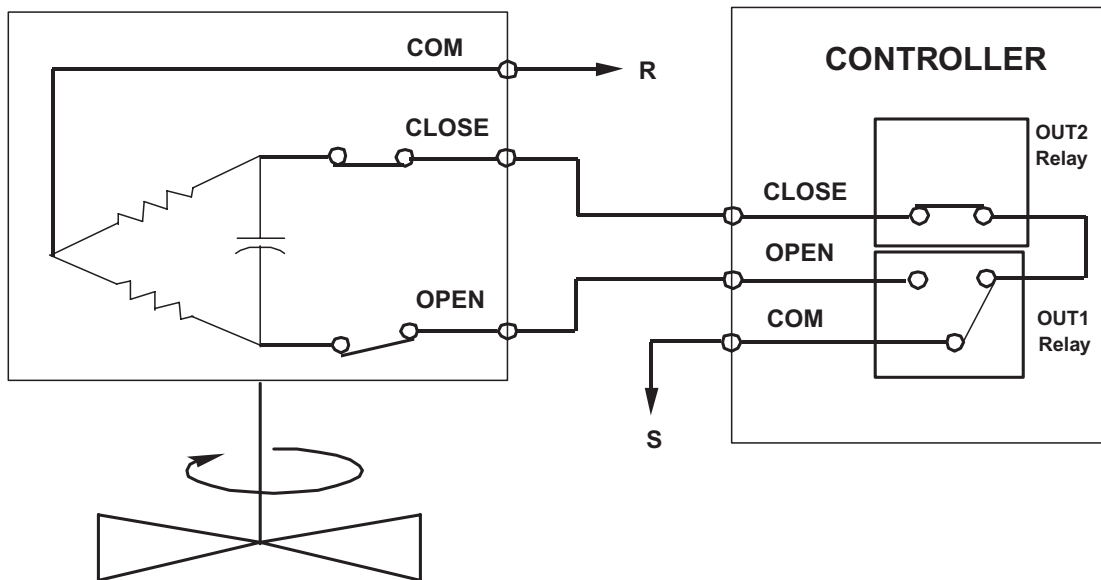 COM
R
CLOSE
OPEN
CONTROLLER
OUT2
Relay
CLOSE
OPEN
COM
OUT1
Relay
S